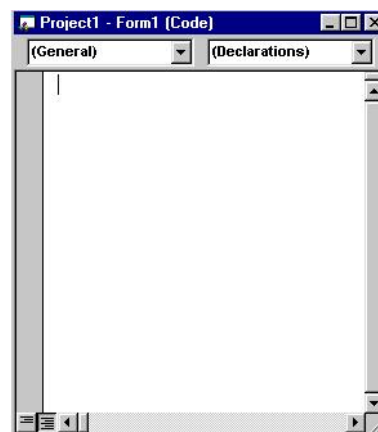 Project1 - Form1 (Code)
(General) (Declarations)